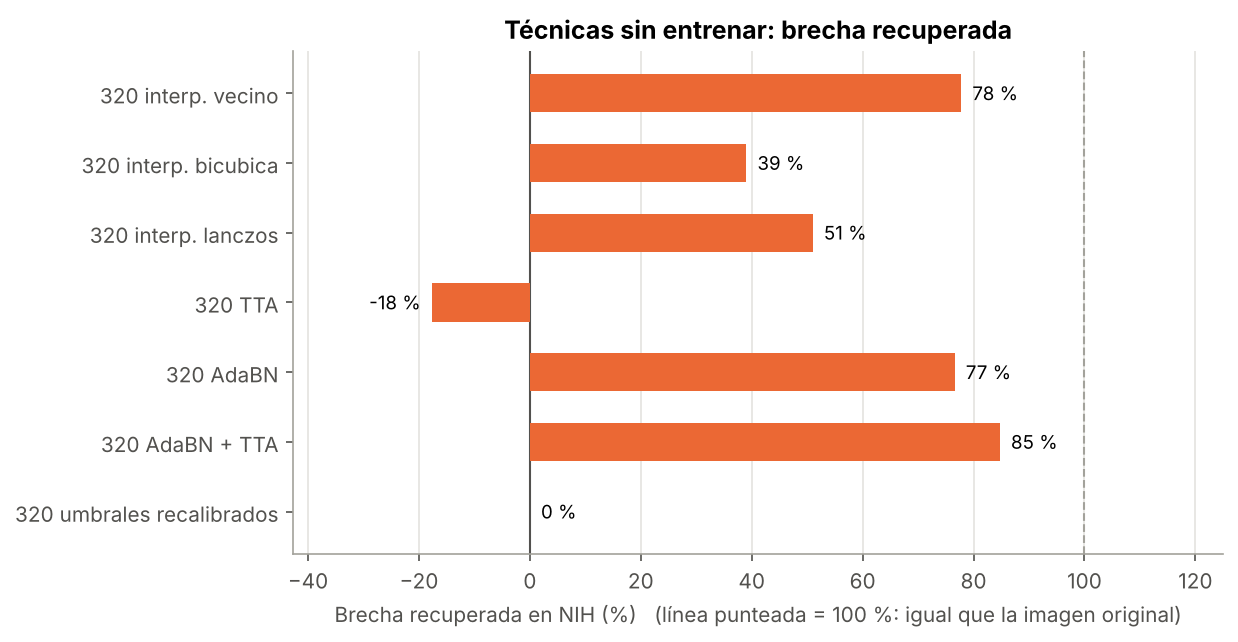 Técnicas sin entrenar: brecha recuperada
320 interp. vecino
78 %
320 interp. bicubica
39 %
320 interp. lanczos
51 %
320 TTA
-18 %
320 AdaBN
77 %
320 AdaBN + TTA
85 %
320 umbrales recalibrados
0 %
−40 −20 0 20 40 60 80 100 120
Brecha recuperada en NIH (%) (línea punteada = 100 %: igual que la imagen original)